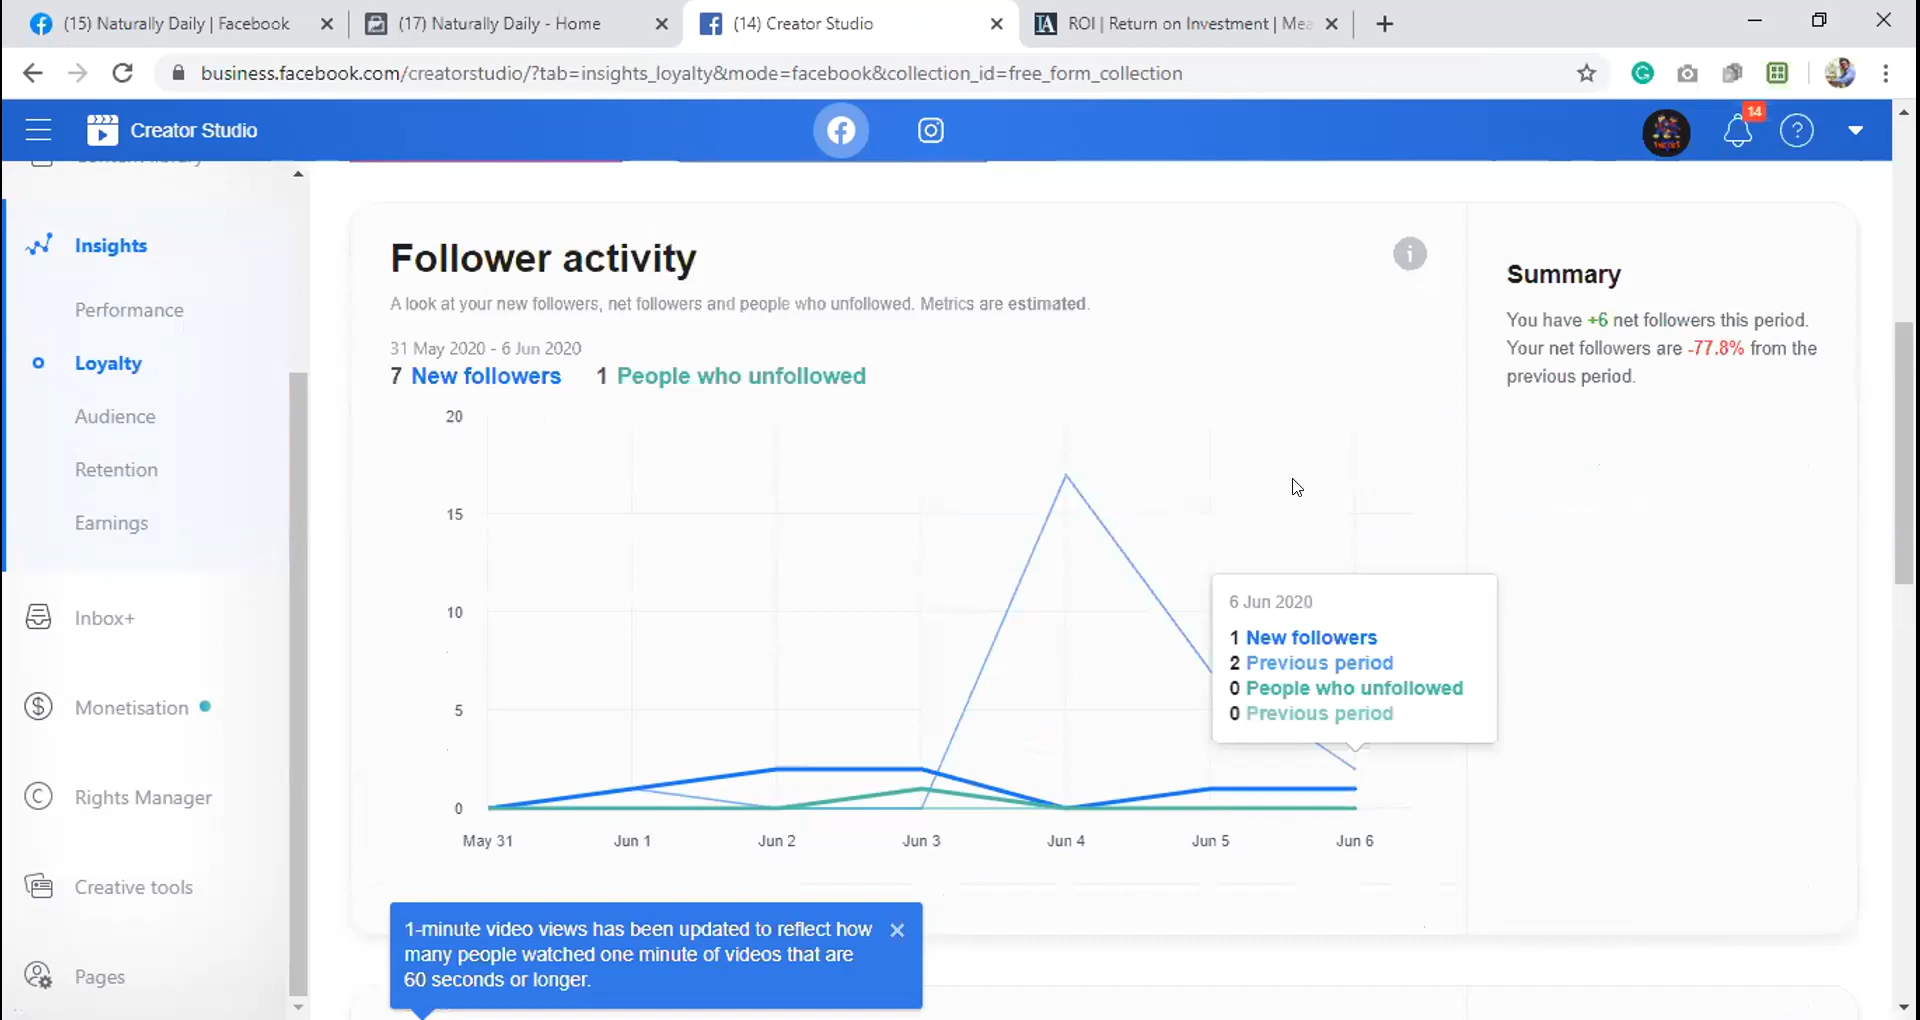 (15) Naturally Daily | Facebook
(17) Naturally Daily - Home
(14) Creator Studio
ROI | Return on Investment | Mea
business.facebook.com/creatorstudio/?tab=insights_loyalty&mode=facebook&collection_id=free_form_collection
Creator Studio
14
Insights
Performance
Loyalty
Audience
Retention
Earnings
Inbox+
Monetisation
Rights Manager
Creative tools
Pages
Follower activity
A look at your new followers, net followers and people who unfollowed. Metrics are estimated.
31 May 2020 - 6 Jun 2020
7 New followers 1 People who unfollowed
20
15
10
5
0
May 31 Jun 1 Jun 2 Jun 3 Jun 4 Jun 5 Jun 6
6 Jun 2020
1 New followers
2 Previous period
0 People who unfollowed
0 Previous period
Summary
You have +6 net followers this period.
Your net followers are -77.8% from the
previous period.
1-minute video views has been updated to reflect how
many people watched one minute of videos that are
60 seconds or longer.